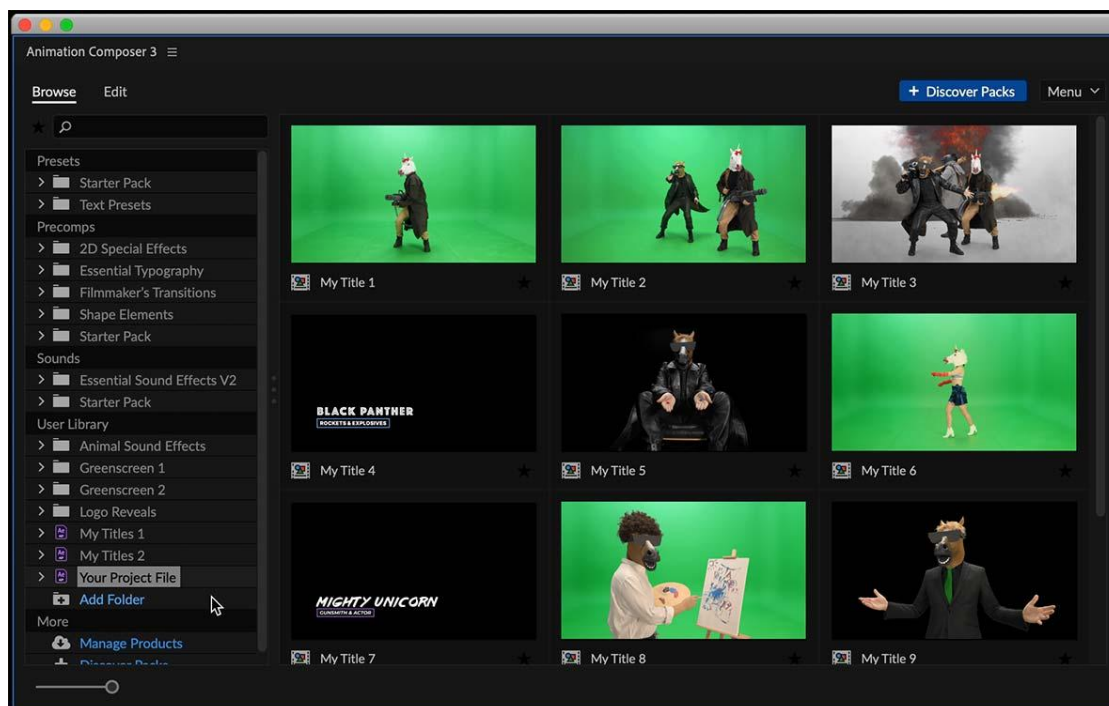 Animation Composer 3
Browse Edit
+ Discover Packs Menu
Presets
Starter Pack
Text Presets
Precomps
2D Special Effects
Essential Typography
Filmmaker's Transitions
Shape Elements
Starter Pack
Sounds
Essential Sound Effects V2
Starter Pack
User Library
Animal Sound Effects
Greenscreen 1
Greenscreen 2
Logo Reveals
My Titles 1
My Titles 2
Your Project File
Add Folder
More
Manage Products
Discover Packs
My Title 1
My Title 2
My Title 3
BLACK PANTHER
ROCKETS & EXPLOSIVES
My Title 4
My Title 5
My Title 6
MIGHTY UNICORN
GUNSMITH & ACTOR
My Title 7
My Title 8
My Title 9